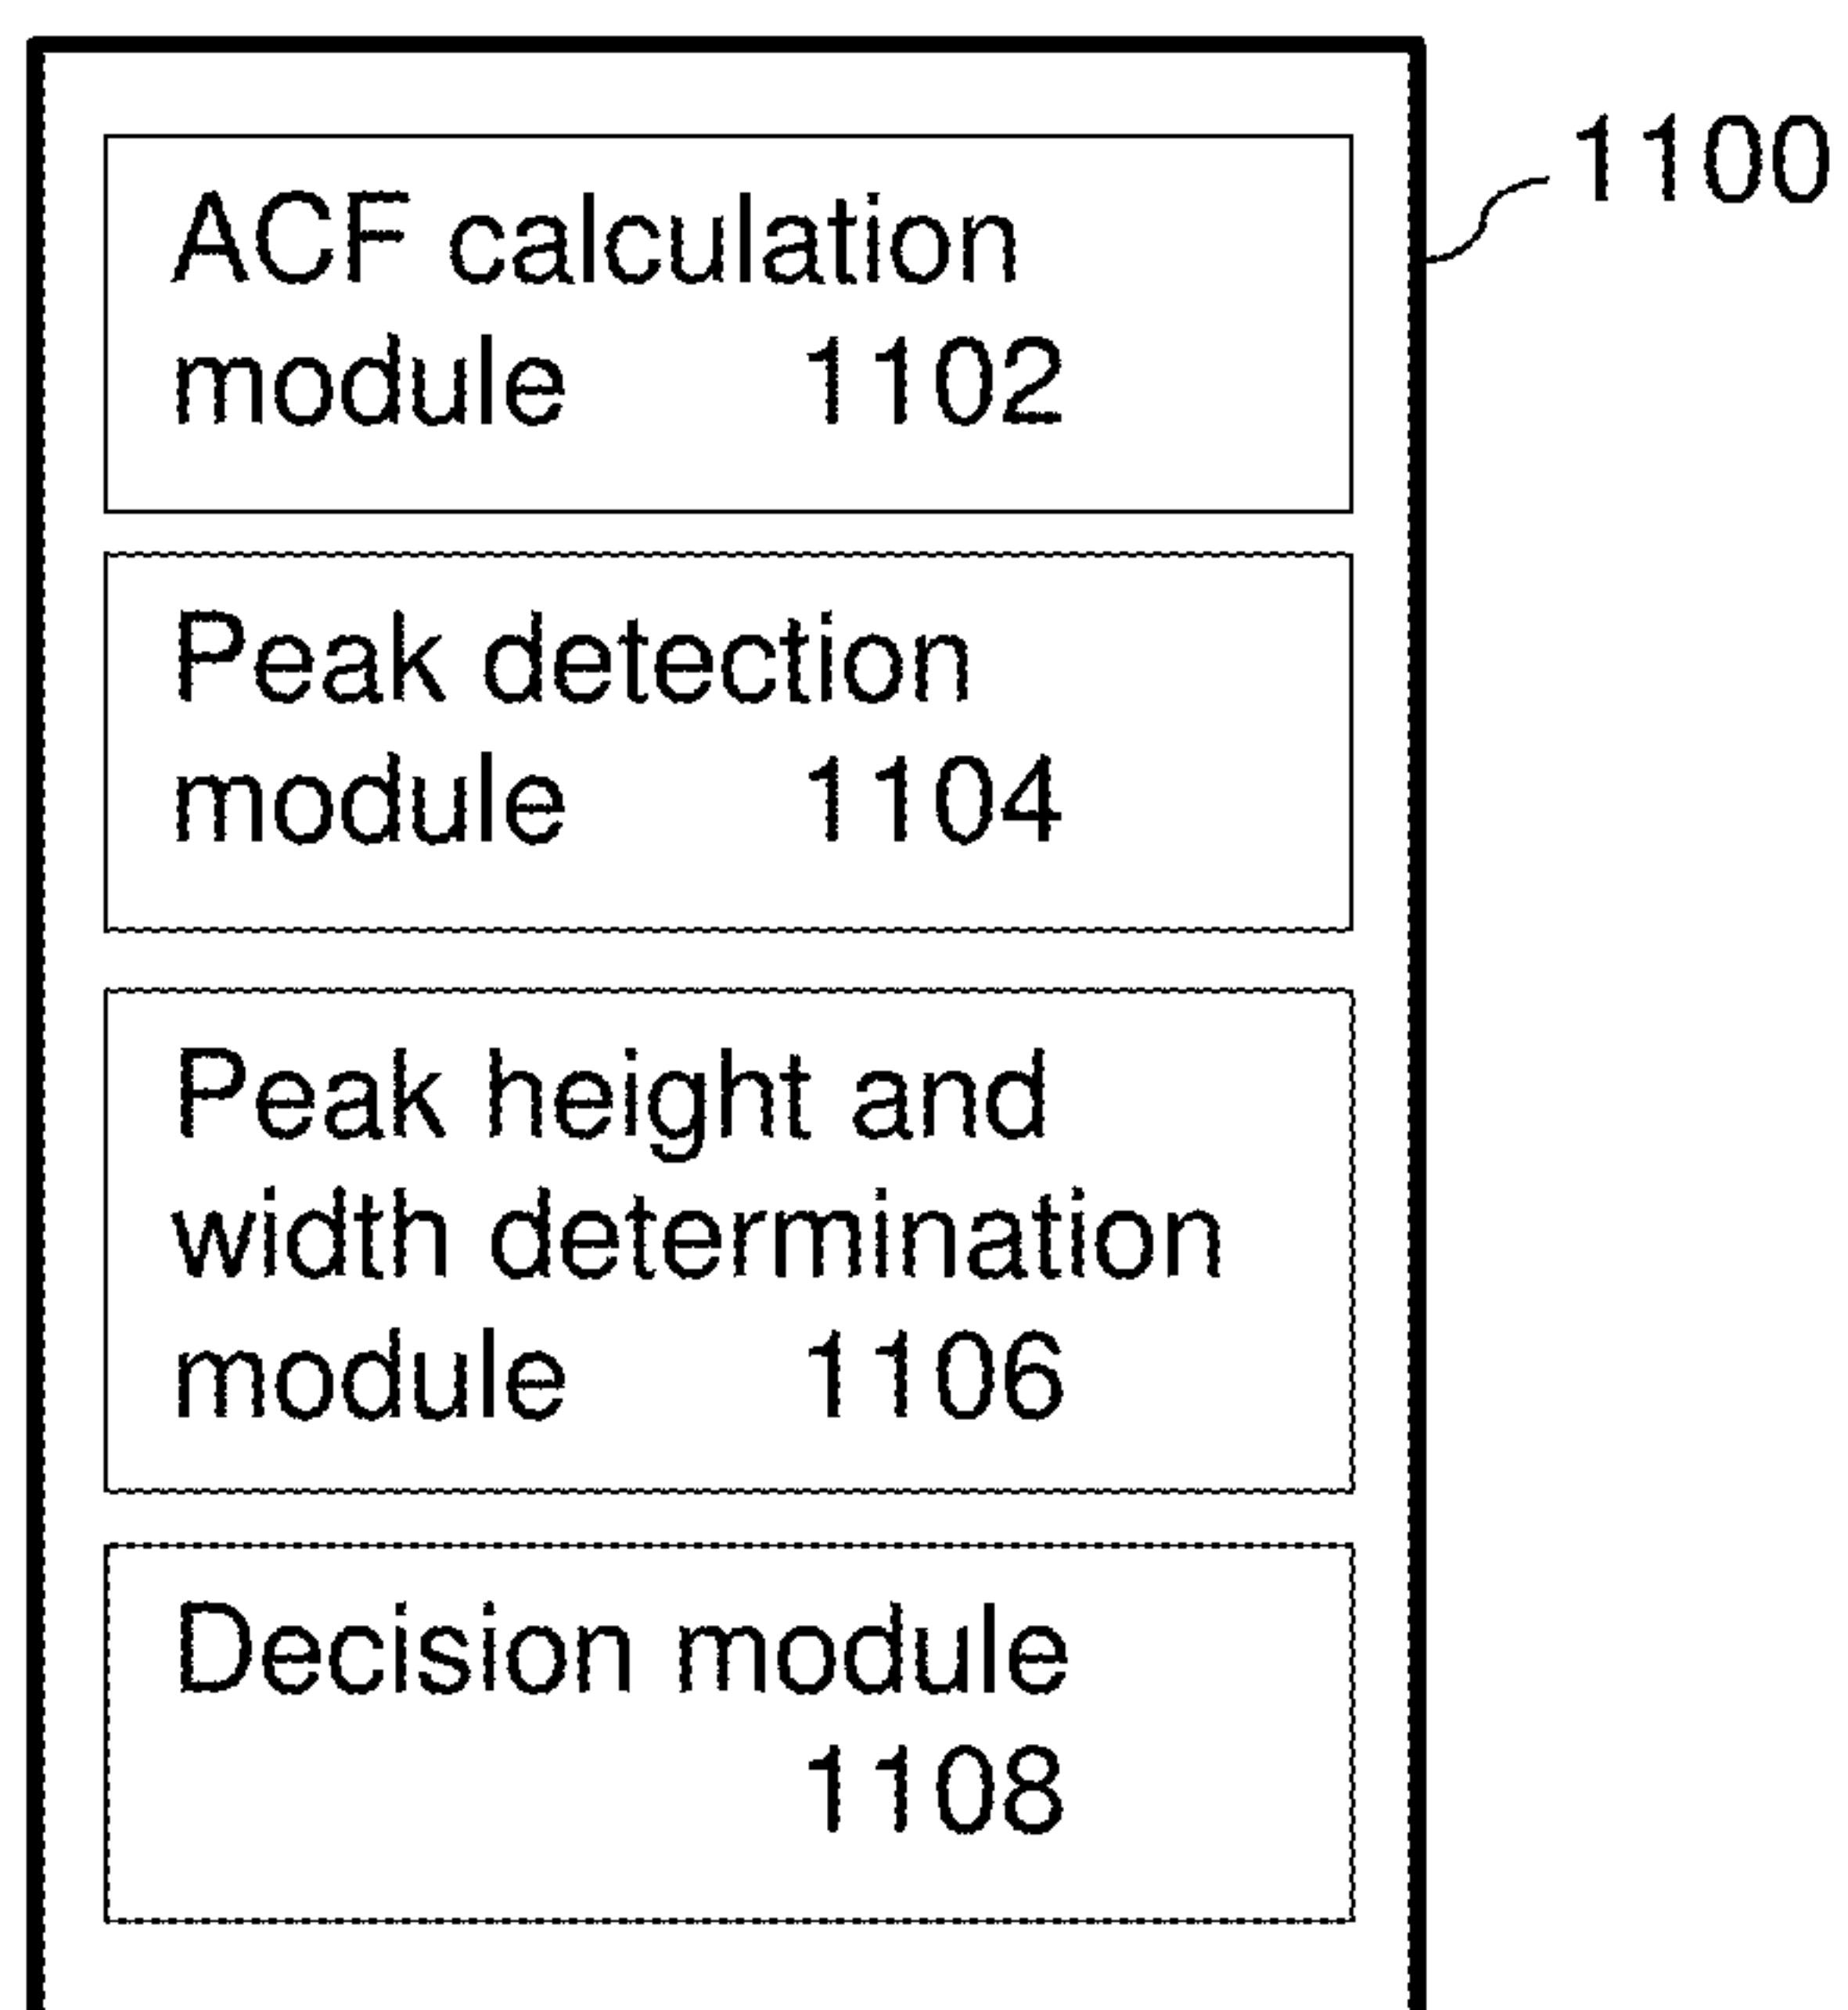 1100
ACF calculation
module 1102
Peak detection
module 1104
Peak height and
width determination
module 1106
Decision module
1108